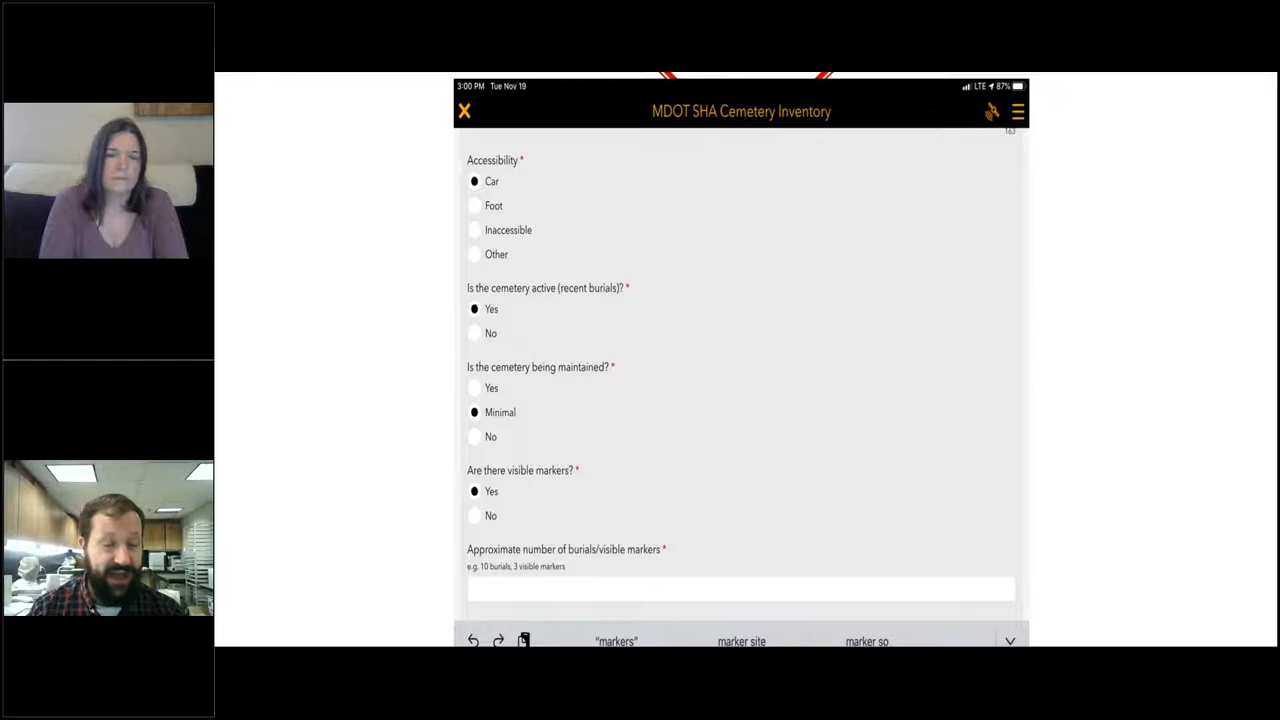 3:00 PM Tue Nov 19
LTE 87%
MDOT SHA Cemetery Inventory
163
Accessibility *
Car
Foot
Inaccessible
Other
Is the cemetery active (recent burials)? *
Yes
No
Is the cemetery being maintained? *
Yes
Minimal
No
Are there visible markers? *
Yes
No
Approximate number of burials/visible markers *
e.g. 10 burials, 3 visible markers
"markers" marker site marker so